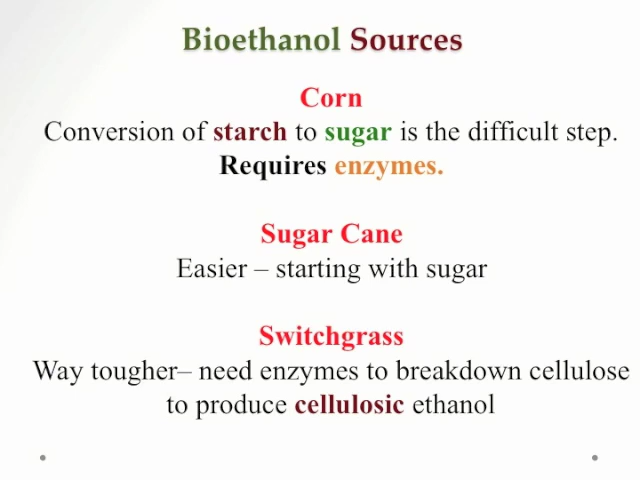 Bioethanol Sources
Corn
Conversion of starch to sugar is the difficult step.
Requires enzymes.
Sugar Cane
Easier – starting with sugar
Switchgrass
Way tougher– need enzymes to breakdown cellulose
to produce cellulosic ethanol